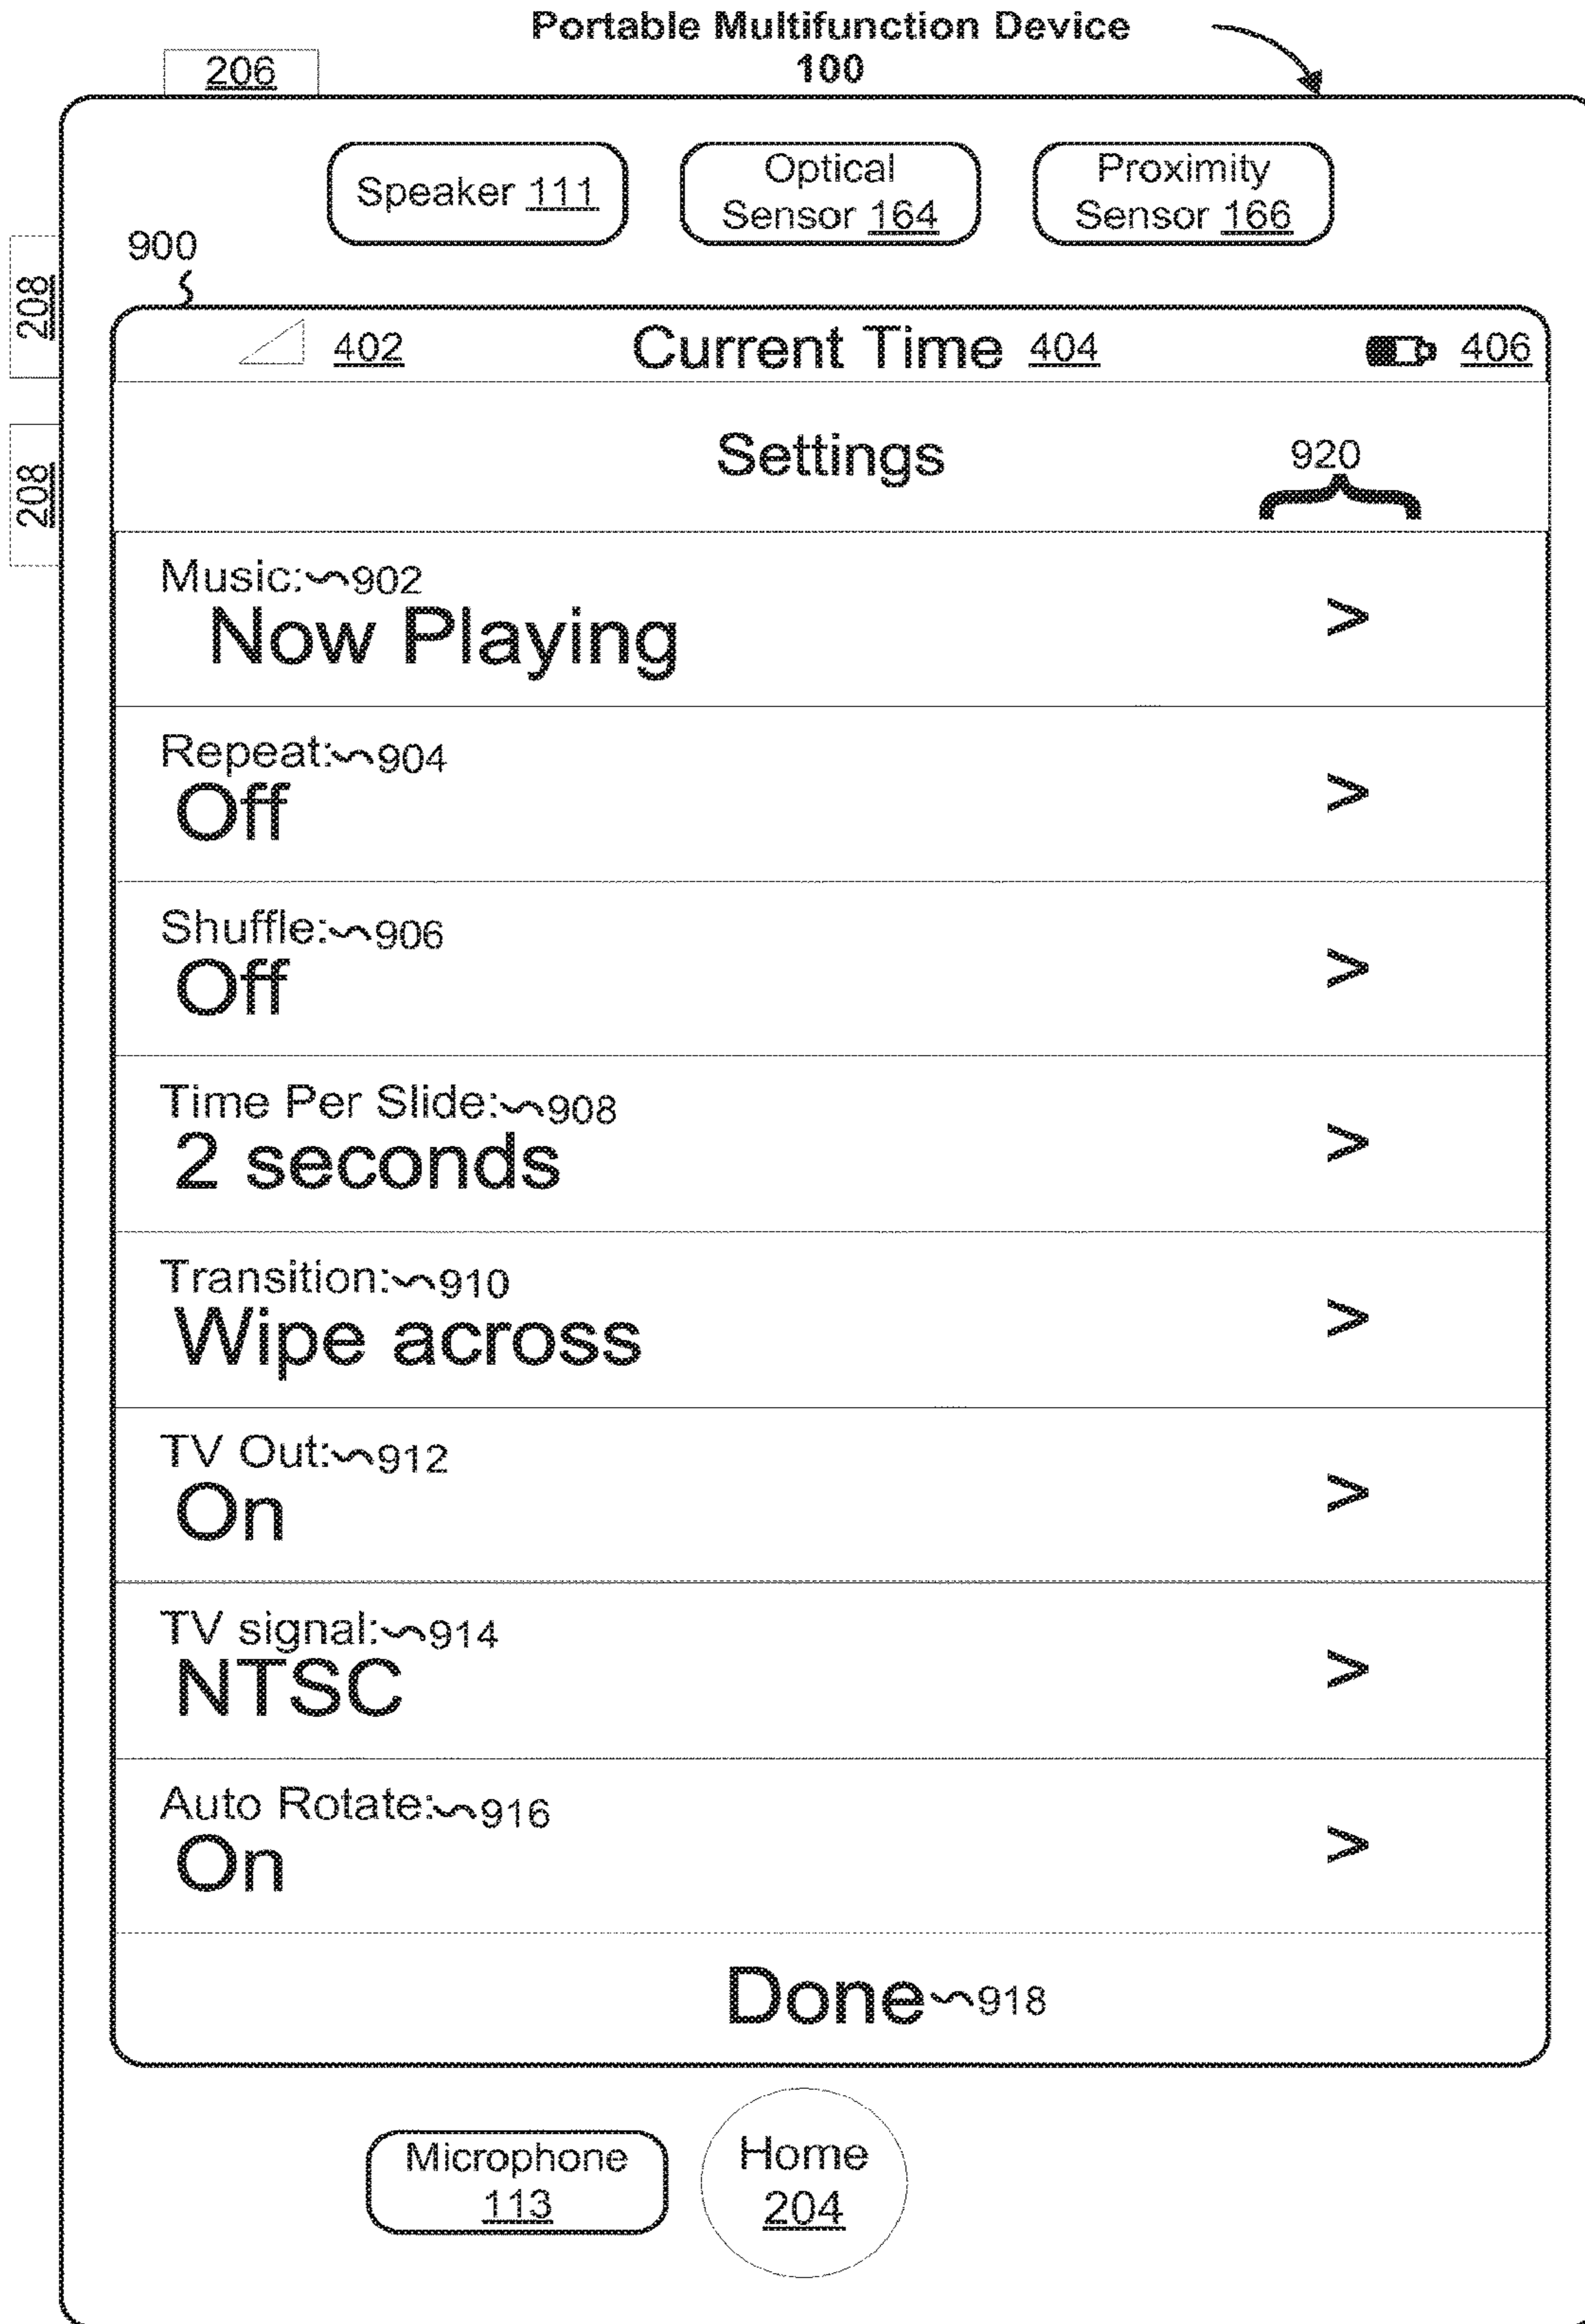 Portable Multifunction Device
100
206
Speaker 111
Optical
Sensor 164
Proximity
Sensor 166
900
208
208
402
Current Time 404
406
Settings
920
Music:902
Now Playing
>
Repeat:904
Off
>
Shuffle:906
Off
>
Time Per Slide:908
2 seconds
>
Transition:910
Wipe across
>
TV Out:912
On
>
TV signal:914
NTSC
>
Auto Rotate:916
On
>
Done 918
Microphone
113
Home
204